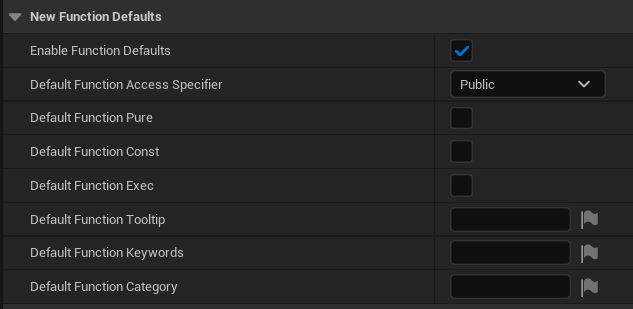 New Function Defaults
Enable Function Defaults
Default Function Access Specifier Public
Default Function Pure
Default Function Const
Default Function Exec
Default Function Tooltip
Default Function Keywords
Default Function Category